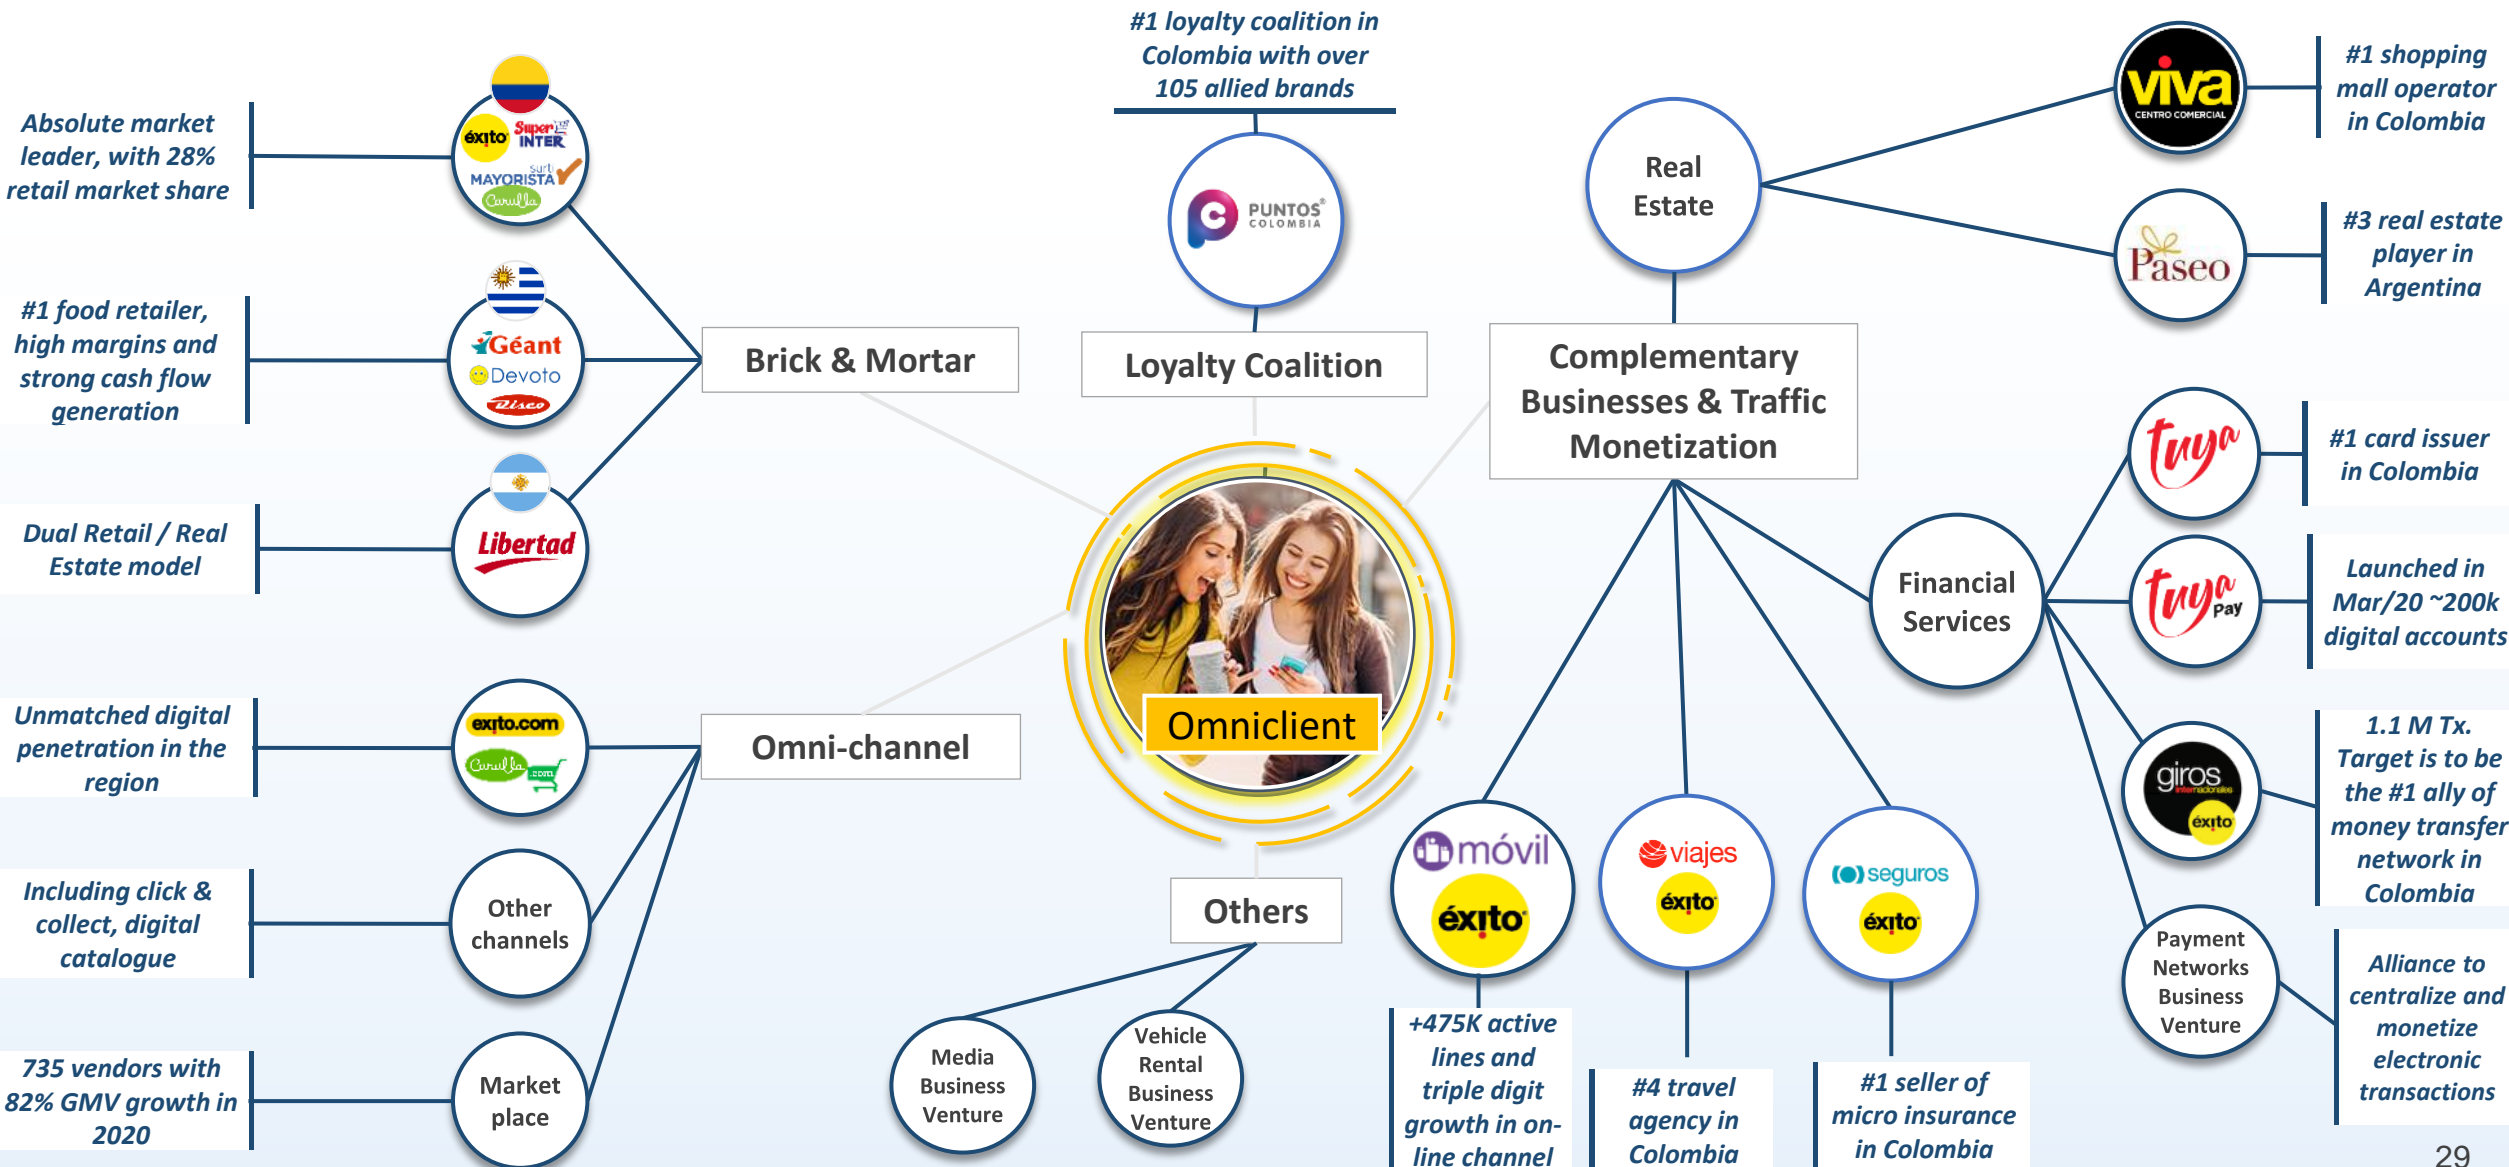 #1 loyalty coalition in
Colombia with over
105 allied brands
PUNTOS
COLOMBIA
Loyalty Coalition
Absolute market
leader, with 28%
retail market share
éxito
Super
INTER
surti
MAYORISTA
Carulla
#1 food retailer,
high margins and
strong cash flow
generation
Géant
Devoto
Disco
Dual Retail / Real
Estate model
Libertad
Brick & Mortar
Unmatched digital
penetration in the
region
exito.com
Carulla
.com
Including click &
collect, digital
catalogue
Other
channels
735 vendors with
82% GMV growth in
2020
Market
place
Omni-channel
Omniclient
Others
Media
Business
Venture
Vehicle
Rental
Business
Venture
Real
Estate
viva
CENTRO COMERCIAL
#1 shopping
mall operator
in Colombia
Paseo
#3 real estate
player in
Argentina
Complementary
Businesses & Traffic
Monetization
móvil
éxito
+475K active
lines and
triple digit
growth in on-
line channel
viajes
éxito
#4 travel
agency in
Colombia
seguros
éxito
#1 seller of
micro insurance
in Colombia
Financial
Services
tuya
#1 card issuer
in Colombia
tuya
Pay
Launched in
Mar/20 ~200k
digital accounts
giros
internacionales
éxito
1.1 M Tx.
Target is to be
the #1 ally of
money transfer
network in
Colombia
Payment
Networks
Business
Venture
Alliance to
centralize and
monetize
electronic
transactions
29